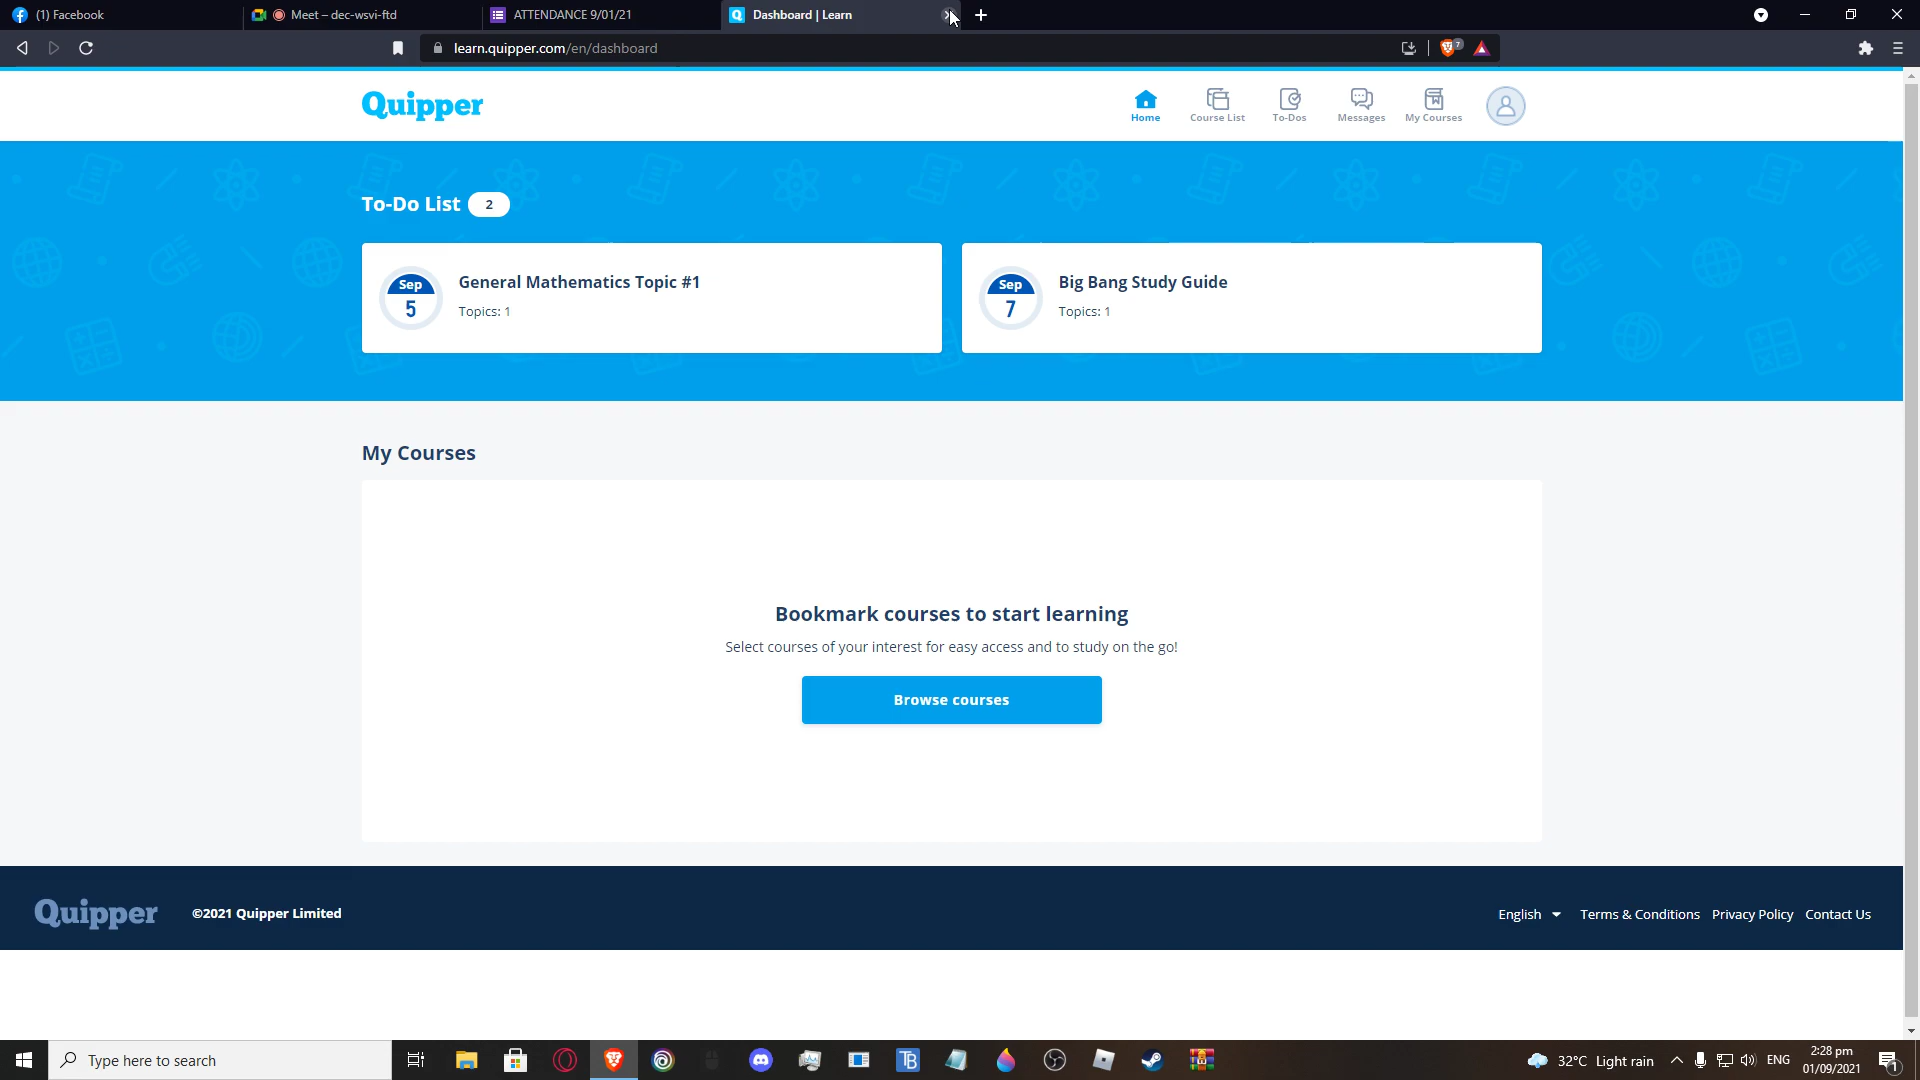 (1) Facebook
Meet – dec-wsvi-ftd
ATTENDANCE 9/01/21
Dashboard | Learn
learn.quipper.com/en/dashboard
7
Quipper
Home
Course List
To-Dos
Messages
My Courses
To-Do List 2
Sep
5
General Mathematics Topic #1
Topics: 1
Sep
7
Big Bang Study Guide
Topics: 1
My Courses
Bookmark courses to start learning
Select courses of your interest for easy access and to study on the go!
Browse courses
Quipper
©2021 Quipper Limited
English
Terms & Conditions
Privacy Policy
Contact Us
Type here to search
TB
32°C Light rain
ENG
2:28 pm
01/09/2021
1